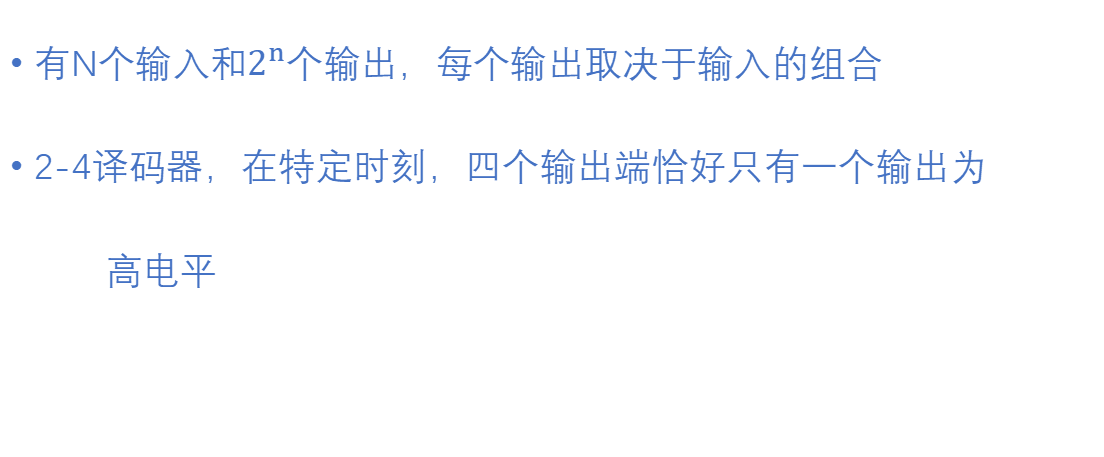 • 有N个输入和2ⁿ个输出，每个输出取决于输入的组合
• 2-4译码器，在特定时刻，四个输出端恰好只有一个输出为
高电平